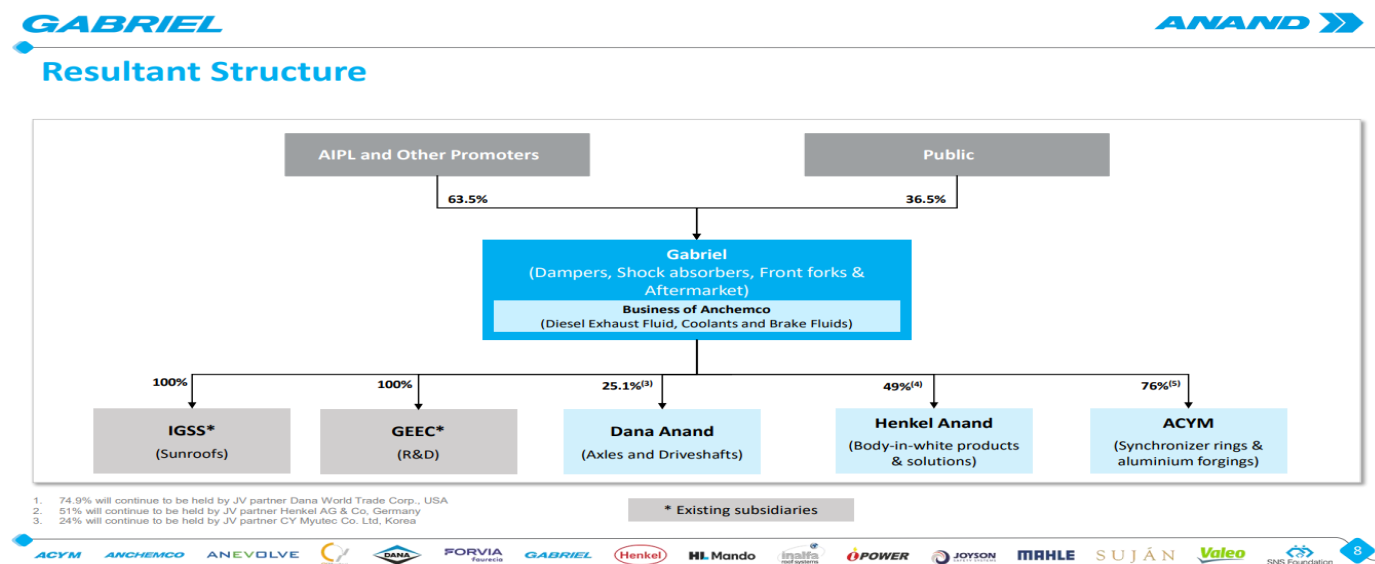 GABRIEL
ANAND
Resultant Structure
AIPL and Other Promoters
Public
63.5%
36.5%
Gabriel
(Dampers, Shock absorbers, Front forks &
Aftermarket)
Business of Anchemco
(Diesel Exhaust Fluid, Coolants and Brake Fluids)
100%
100%
25.1%(3)
49%(4)
76%(5)
IGSS*
(Sunroofs)
GEEC*
(R&D)
Dana Anand
(Axles and Driveshafts)
Henkel Anand
(Body-in-white products
& solutions)
ACYM
(Synchronizer rings &
aluminium forgings)
1. 74.9% will continue to be held by JV partner Dana World Trade Corp., USA
2. 51% will continue to be held by JV partner Henkel AG & Co, Germany
3. 24% will continue to be held by JV partner CY Myutec Co. Ltd, Korea
* Existing subsidiaries
ACYM
ANCHEMCO
ANEVOLVE
DANA
FORVIA
faurecia
GABRIEL
Henkel
HL Mando
inalfa
roof systems
POWER
JOYSON
SAFETY SYSTEMS
MAHLE
SUJÁN
Valeo
SNS Foundation
8